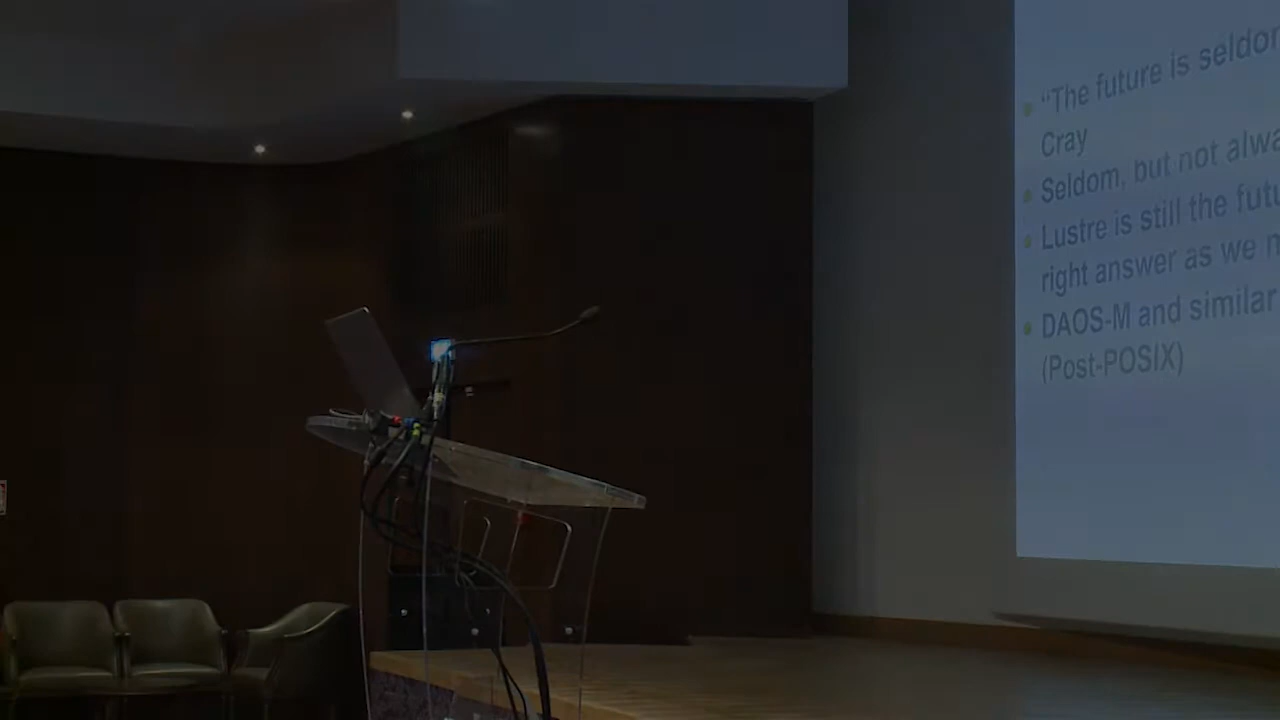 “The future is seldom
Cray
Seldom, but not alwa
Lustre is still the futu
right answer as we
DAOS-M and similar
(Post-POSIX)